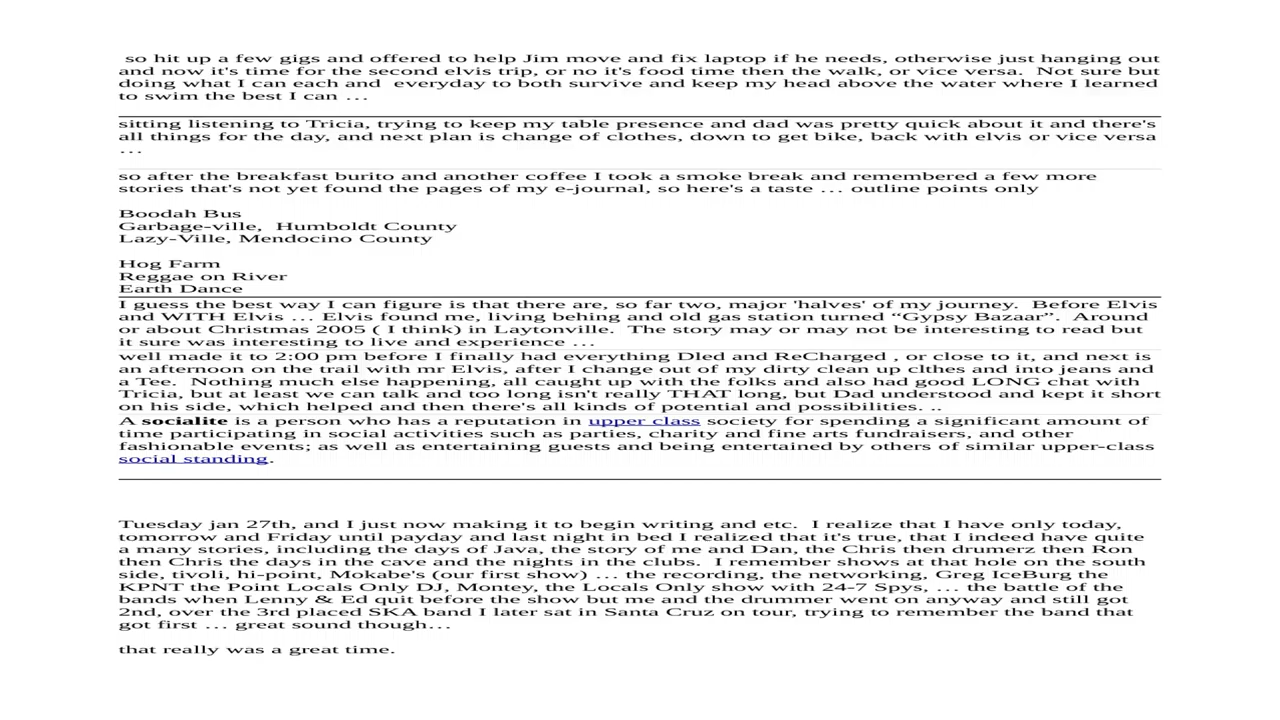 so hit up a few gigs and offered to help Jim move and fix laptop if he needs, otherwise just hanging out
and now it's time for the second elvis trip, or no it's food time then the walk, or vice versa.  Not sure but
doing what I can each and  everyday to both survive and keep my head above the water where I learned
to swim the best I can ...
sitting listening to Tricia, trying to keep my table presence and dad was pretty quick about it and there's
all things for the day, and next plan is change of clothes, down to get bike, back with elvis or vice versa
...
so after the breakfast burito and another coffee I took a smoke break and remembered a few more
stories that's not yet found the pages of my e-journal, so here's a taste ... outline points only
Boodah Bus
Garbage-ville,  Humboldt County
Lazy-Ville, Mendocino County
Hog Farm
Reggae on River
Earth Dance
I guess the best way I can figure is that there are, so far two, major 'halves' of my journey.  Before Elvis
and WITH Elvis ... Elvis found me, living behing and old gas station turned “Gypsy Bazaar”.  Around
or about Christmas 2005 ( I think) in Laytonville.  The story may or may not be interesting to read but
it sure was interesting to live and experience ...
well made it to 2:00 pm before I finally had everything Dled and ReCharged , or close to it, and next is
an afternoon on the trail with mr Elvis, after I change out of my dirty clean up clthes and into jeans and
a Tee.  Nothing much else happening, all caught up with the folks and also had good LONG chat with
Tricia, but at least we can talk and too long isn't really THAT long, but Dad understood and kept it short
on his side, which helped and then there's all kinds of potential and possibilities. ..
A socialite is a person who has a reputation in upper class society for spending a significant amount of
time participating in social activities such as parties, charity and fine arts fundraisers, and other
fashionable events; as well as entertaining guests and being entertained by others of similar upper-class
social standing.
Tuesday jan 27th, and I just now making it to begin writing and etc.  I realize that I have only today,
tomorrow and Friday until payday and last night in bed I realized that it's true, that I indeed have quite
a many stories, including the days of Java, the story of me and Dan, the Chris then drumerz then Ron
then Chris the days in the cave and the nights in the clubs.  I remember shows at that hole on the south
side, tivoli, hi-point, Mokabe's (our first show) ... the recording, the networking, Greg IceBurg the
KPNT the Point Locals Only DJ, Montey, the Locals Only show with 24-7 Spys, ... the battle of the
bands when Lenny & Ed quit before the show but me and the drummer went on anyway and still got
2nd, over the 3rd placed SKA band I later sat in Santa Cruz on tour, trying to remember the band that
got first ... great sound though...
that really was a great time.